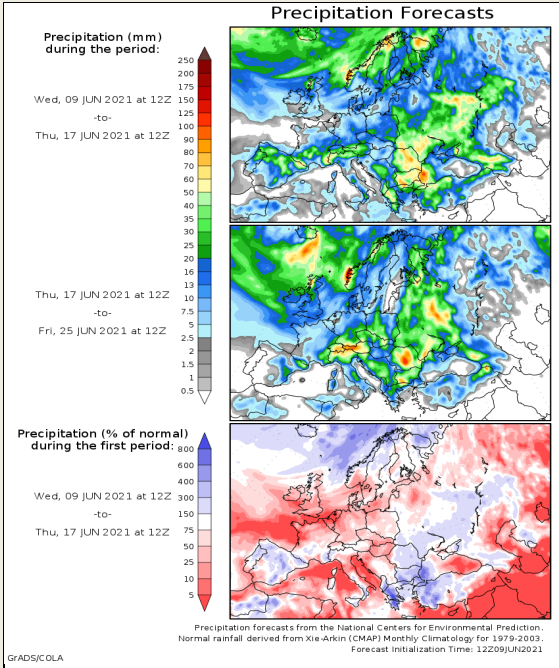 Precipitation Forecasts
Precipitation (mm)
during the period:
Wed, 09 JUN 2021 at 12Z
-to-
Thu, 17 JUN 2021 at 12Z
250
200
175
150
125
100
90
80
70
60
50
40
35
30
25
20
16
13
10
7.5
5
2.5
2
1.5
1
0.5
Thu, 17 JUN 2021 at 12Z
-to-
Fri, 25 JUN 2021 at 12Z
Precipitation (% of normal)
during the first period:
Wed, 09 JUN 2021 at 12Z
-to-
Thu, 17 JUN 2021 at 12Z
800
600
400
300
150
75
50
25
10
5
Precipitation forecasts from the National Centers for Environmental Prediction.
Normal rainfall derived from Xie-Arkin (CMAP) Monthly Climatology for 1979-2003.
Forecast Initialization Time: 12Z09JUN2021
GrADS/COLA